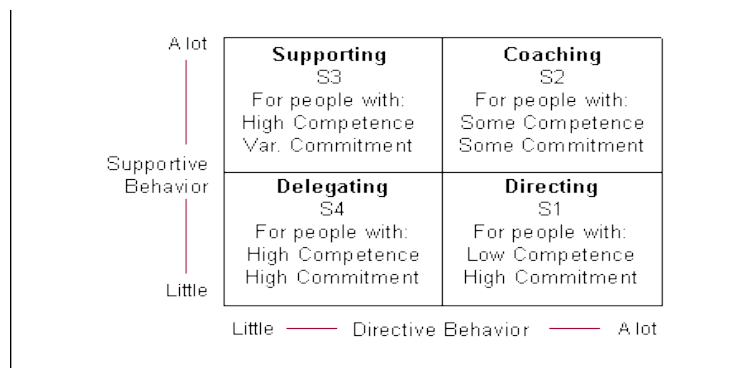 A lot
Supporting
S3
For people with:
High Competence
Var. Commitment
Coaching
S2
For people with:
Some Competence
Some Commitment
Supportive
Behavior
Delegating
S4
For people with:
High Competence
High Commitment
Directing
S1
For people with:
Low Competence
High Commitment
Little
Little Directive Behavior A lot